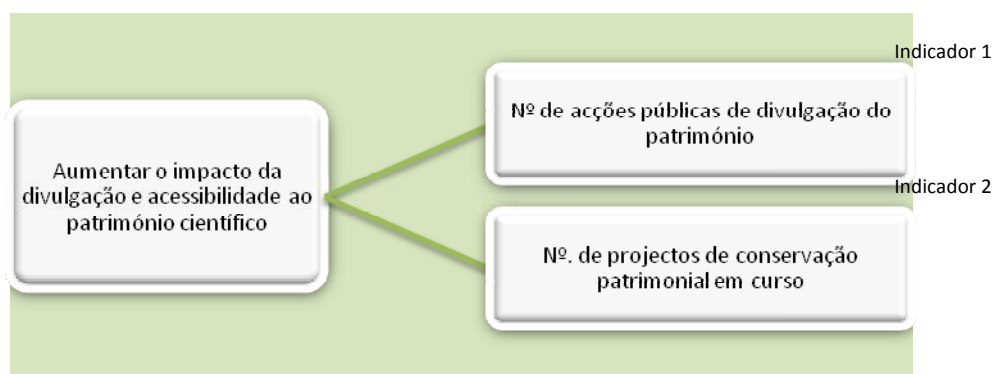 Indicador 1
Nº de acções públicas de divulgação do
património
Aumentar o impacto da
divulgação e acessibilidade ao
património científico
Indicador 2
Nº. de projectos de conservação
patrimonial em curso